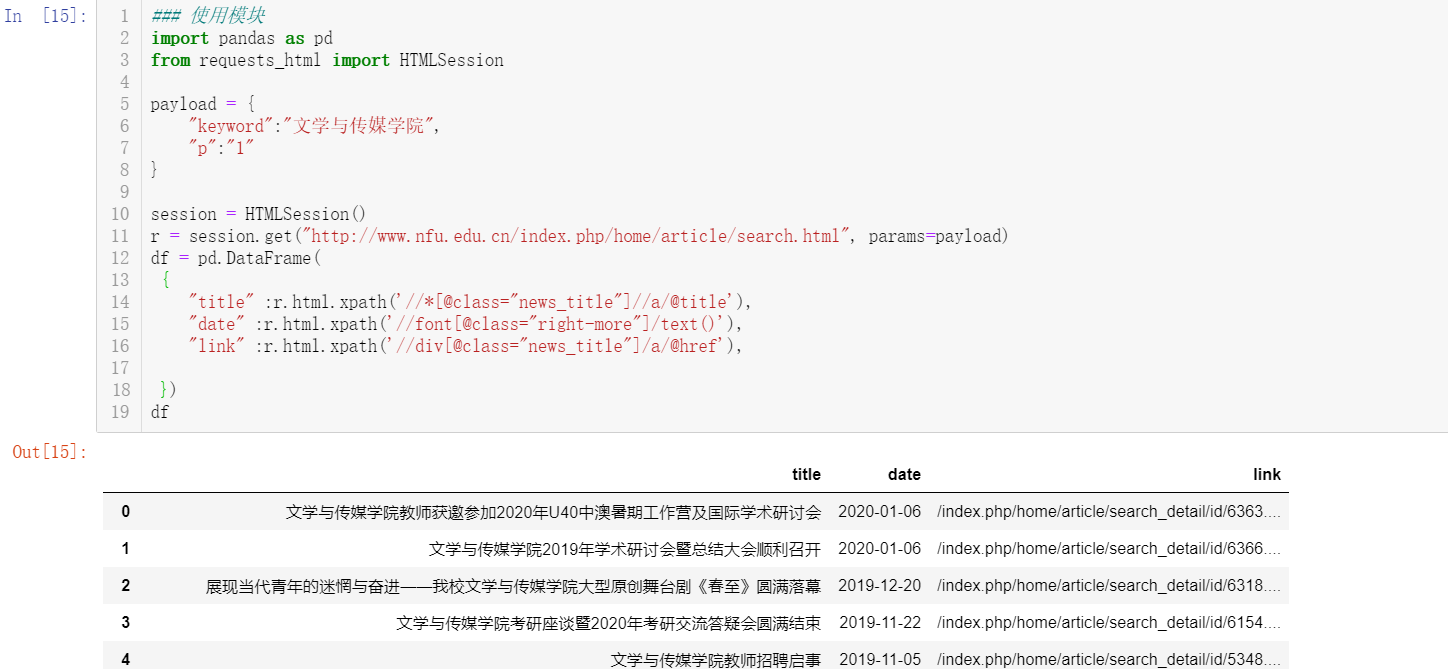 In [15]:
1 ### 使用模块
2 import pandas as pd
3 from requests_html import HTMLSession
4
5 payload = {
6 "keyword":"文学与传媒学院",
7 "p":"1"
8 }
9
10 session = HTMLSession()
11 r = session.get("http://www.nfu.edu.cn/index.php/home/article/search.html", params=payload)
12 df = pd.DataFrame(
13 {
14 "title" :r.html.xpath('//*[@class="news_title"]//a/@title'),
15 "date" :r.html.xpath('//font[@class="right-more"]/text()'),
16 "link" :r.html.xpath('//div[@class="news_title"]/a/@href'),
17
18 })
19 df
Out[15]:
title date link
0 文学与传媒学院教师获邀参加2020年U40中澳暑期工作营及国际学术研讨会 2020-01-06 /index.php/home/article/search_detail/id/6363....
1 文学与传媒学院2019年学术研讨会暨总结大会顺利召开 2020-01-06 /index.php/home/article/search_detail/id/6366....
2 展现当代青年的迷惘与奋进——我校文学与传媒学院大型原创舞台剧《春至》圆满落幕 2019-12-20 /index.php/home/article/search_detail/id/6318....
3 文学与传媒学院考研座谈暨2020年考研交流答疑会圆满结束 2019-11-22 /index.php/home/article/search_detail/id/6154....
4 文学与传媒学院教师招聘启事 2019-11-05 /index.php/home/article/search_detail/id/5348....